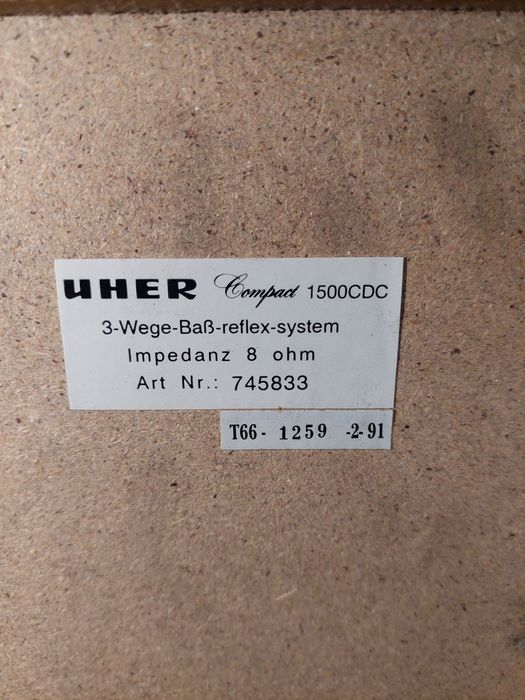 UHER Compact 1500CDC
3-Wege-Baß-reflex-system
Impedanz 8 ohm
Art Nr.: 745833
T66- 1259 -2-91